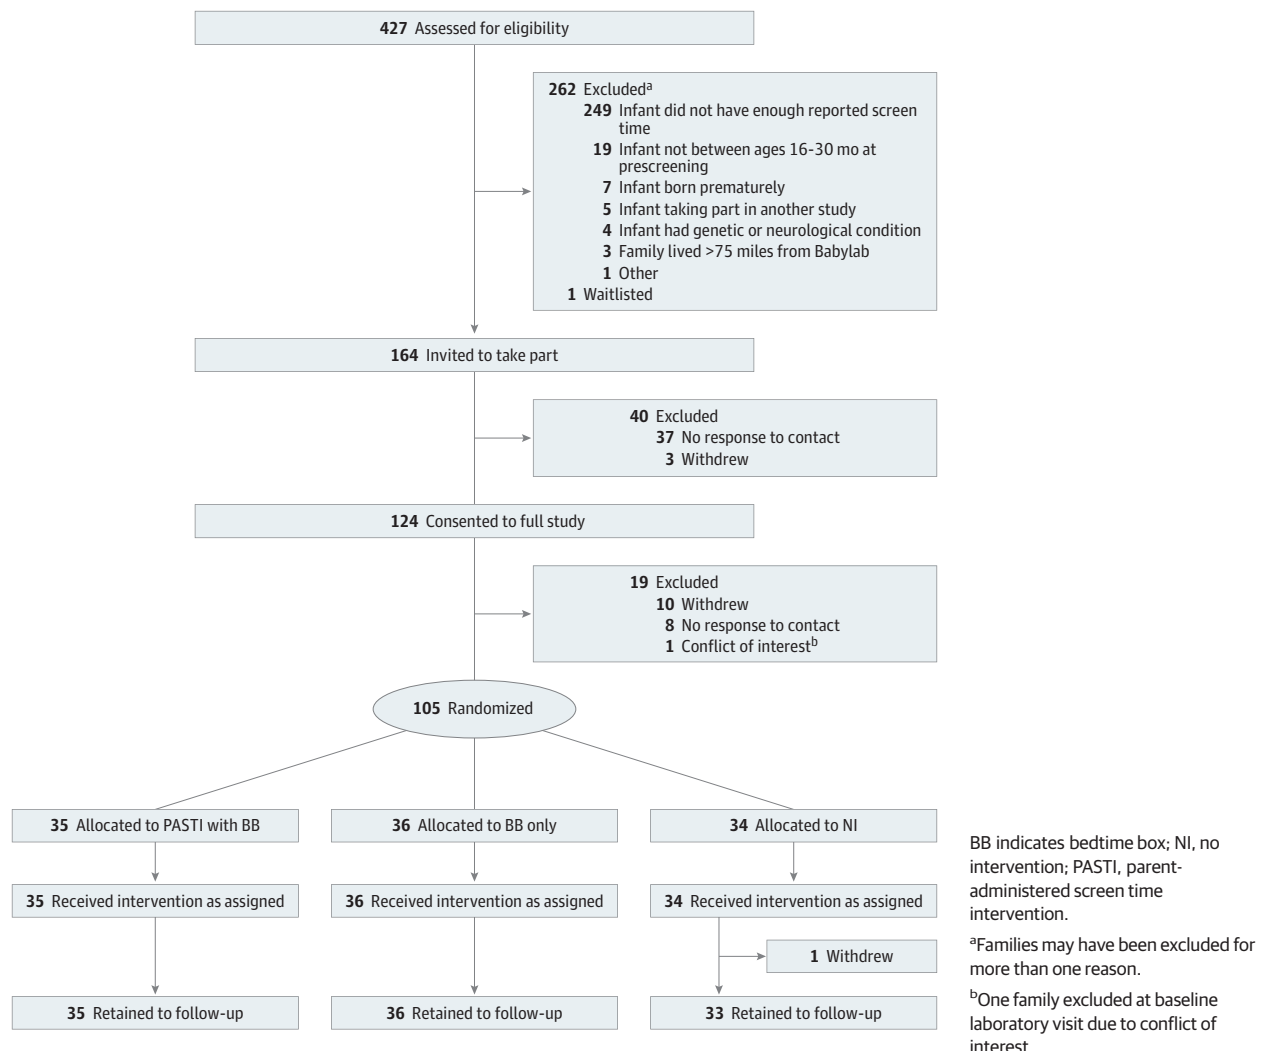 427 Assessed for eligibility
262 Excludedᵃ
249 Infant did not have enough reported screen
time
19 Infant not between ages 16-30 mo at
prescreening
7 Infant born prematurely
5 Infant taking part in another study
4 Infant had genetic or neurological condition
3 Family lived >75 miles from Babylab
1 Other
1 Waitlisted
164 Invited to take part
40 Excluded
37 No response to contact
3 Withdrew
124 Consented to full study
19 Excluded
10 Withdrew
8 No response to contact
1 Conflict of interestᵇ
105 Randomized
35 Allocated to PASTI with BB
36 Allocated to BB only
34 Allocated to NI
35 Received intervention as assigned
36 Received intervention as assigned
34 Received intervention as assigned
1 Withdrew
35 Retained to follow-up
36 Retained to follow-up
33 Retained to follow-up
BB indicates bedtime box; NI, no
intervention; PASTI, parent-
administered screen time
intervention.
ᵃFamilies may have been excluded for
more than one reason.
ᵇOne family excluded at baseline
laboratory visit due to conflict of
interest